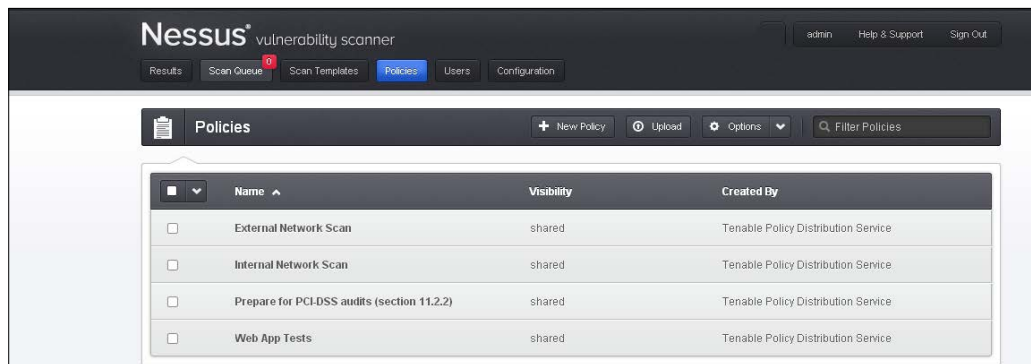 Nessus® vulnerability scanner
admin Help & Support Sign Out
Results Scan Queue 0 Scan Templates Policies Users Configuration
Policies + New Policy Upload Options Filter Policies
Name Visibility Created By
External Network Scan shared Tenable Policy Distribution Service
Internal Network Scan shared Tenable Policy Distribution Service
Prepare for PCI-DSS audits (section 11.2.2) shared Tenable Policy Distribution Service
Web App Tests shared Tenable Policy Distribution Service